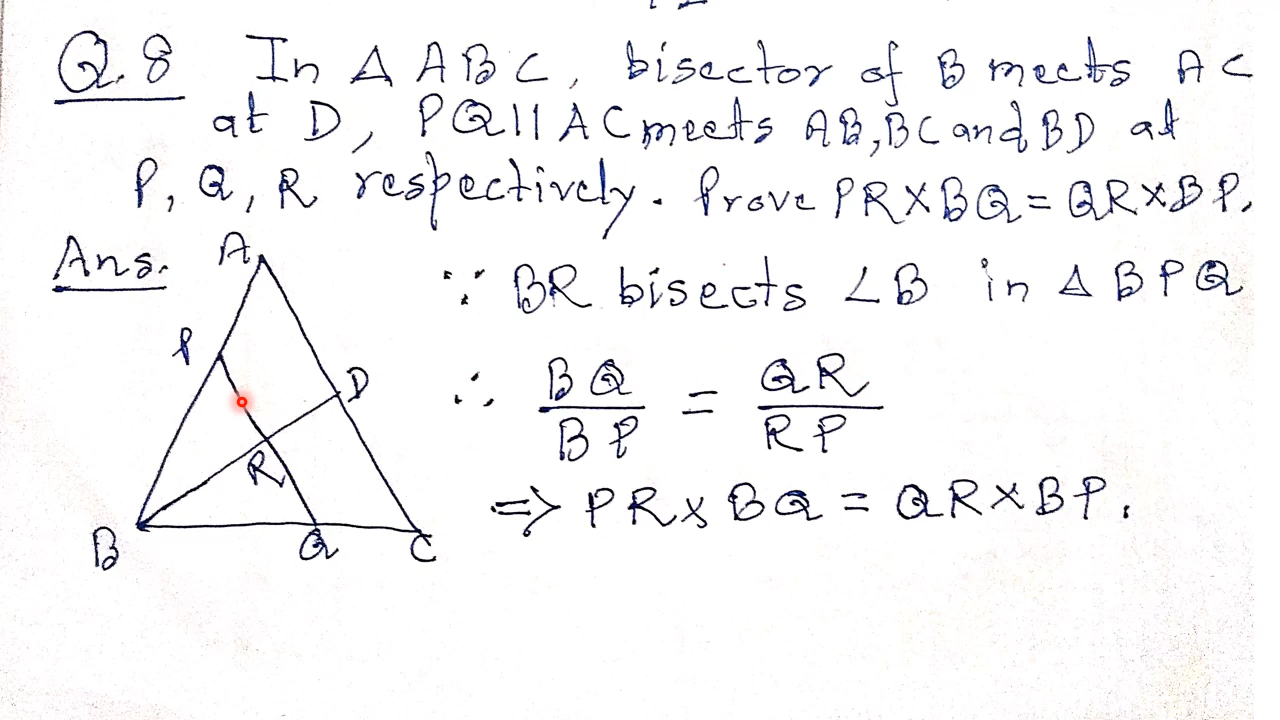 Q.8 In Δ ABC, bisector of B meets AC
at D, PQ || AC meets AB, BC and BD at
P, Q, R respectively. Prove PR×BQ = QR×BP.
Ans.
A
P
D
R
B
Q
C
∵ BR bisects ∠B in Δ BPQ
∴ BQ/BP = QR/RP
⇒ PR × BQ = QR × BP.